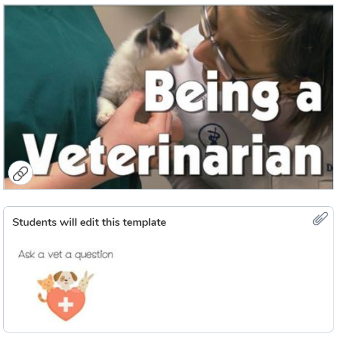 Being a
Veterinarian
Students will edit this template
Ask a vet a question